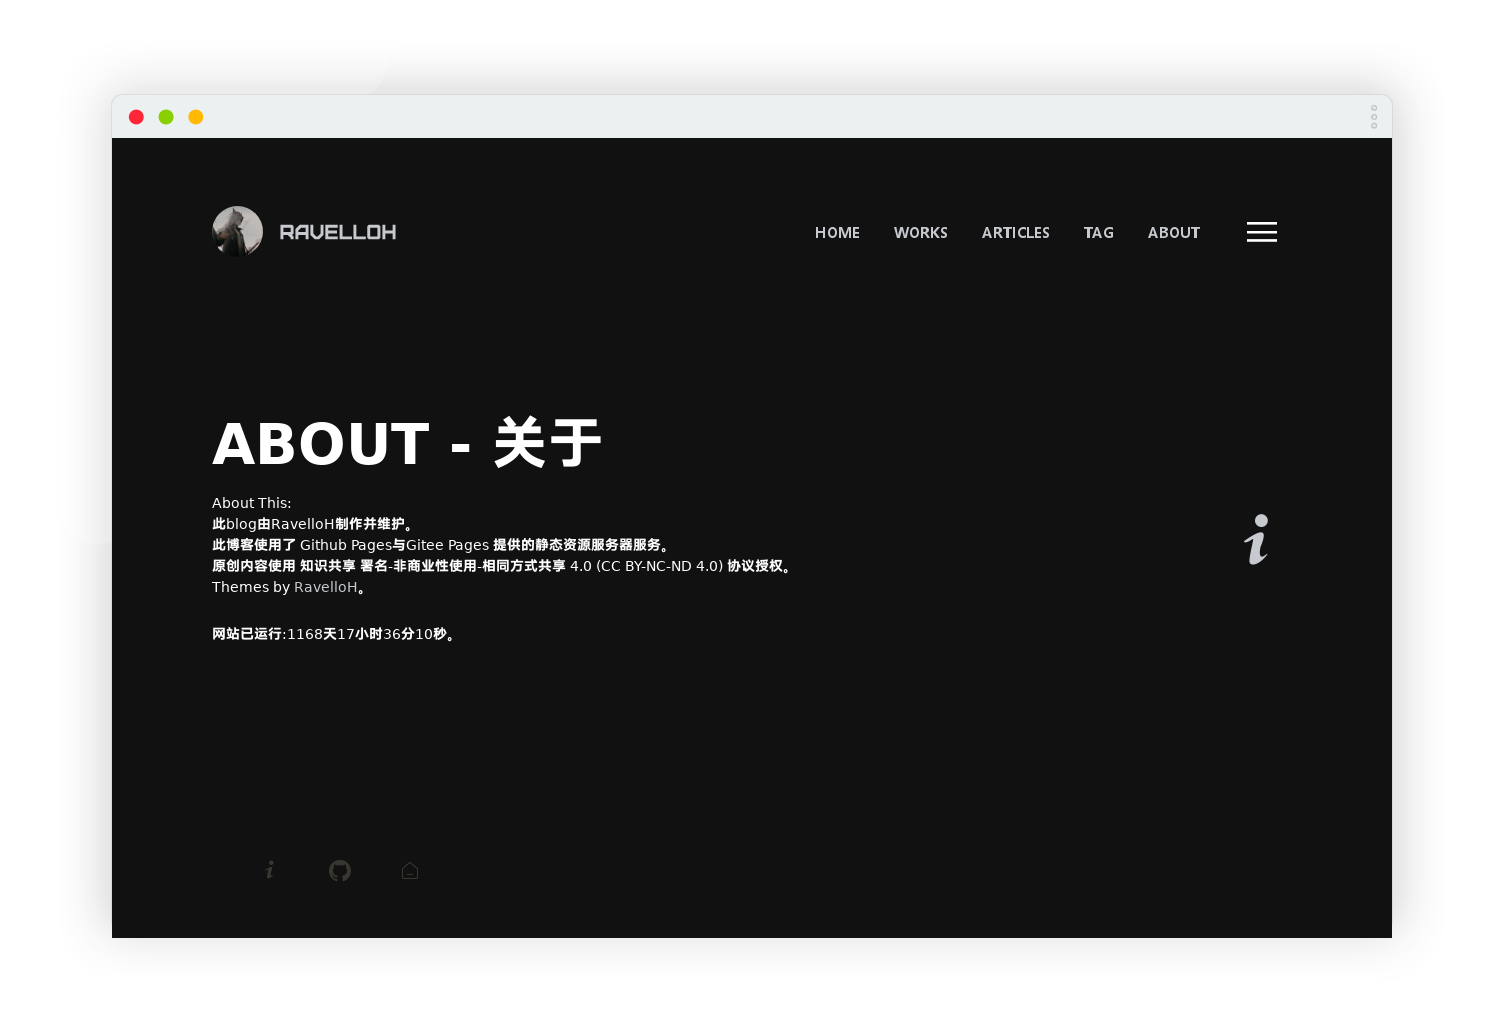 RAVELLOH
HOME WORKS ARTICLES TAG ABOUT
ABOUT - 关于
About This:
此blog由RavelloH制作并维护。
此博客使用了 Github Pages与Gitee Pages 提供的静态资源服务器服务。
原创内容使用 知识共享 署名-非商业性使用-相同方式共享 4.0 (CC BY-NC-ND 4.0) 协议授权。
Themes by RavelloH。
网站已运行:1168天17小时36分10秒。